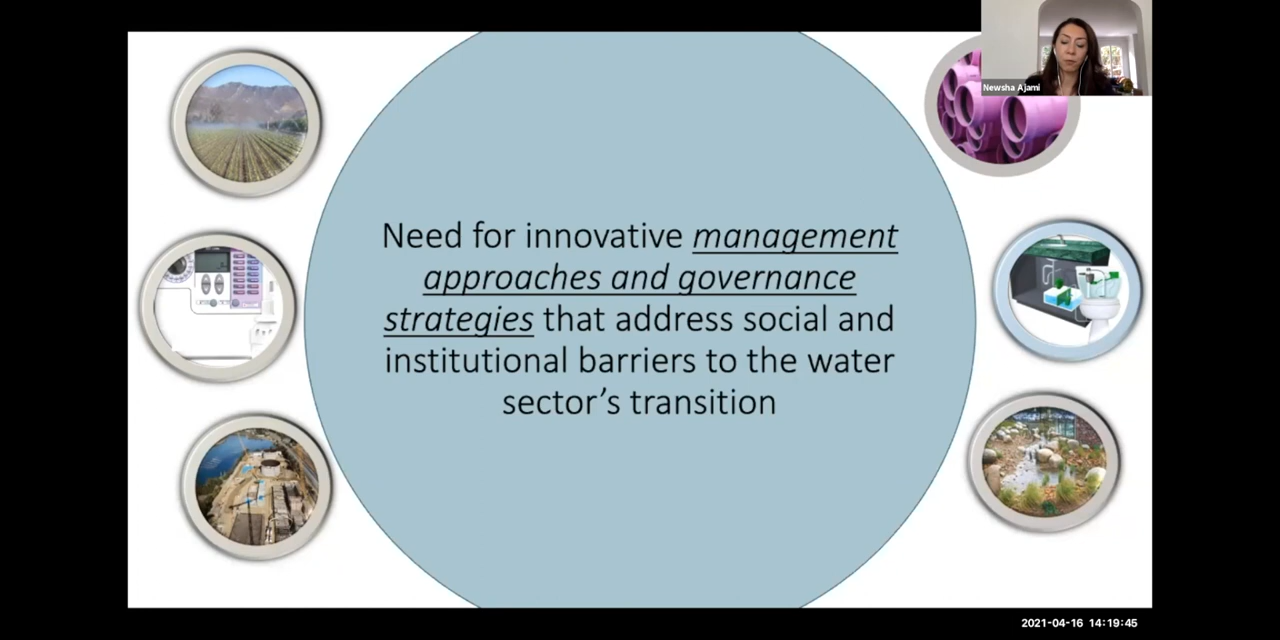 Newsha Ajami
Need for innovative management
approaches and governance
strategies that address social and
institutional barriers to the water
sector’s transition
2021-04-16 14:19:45